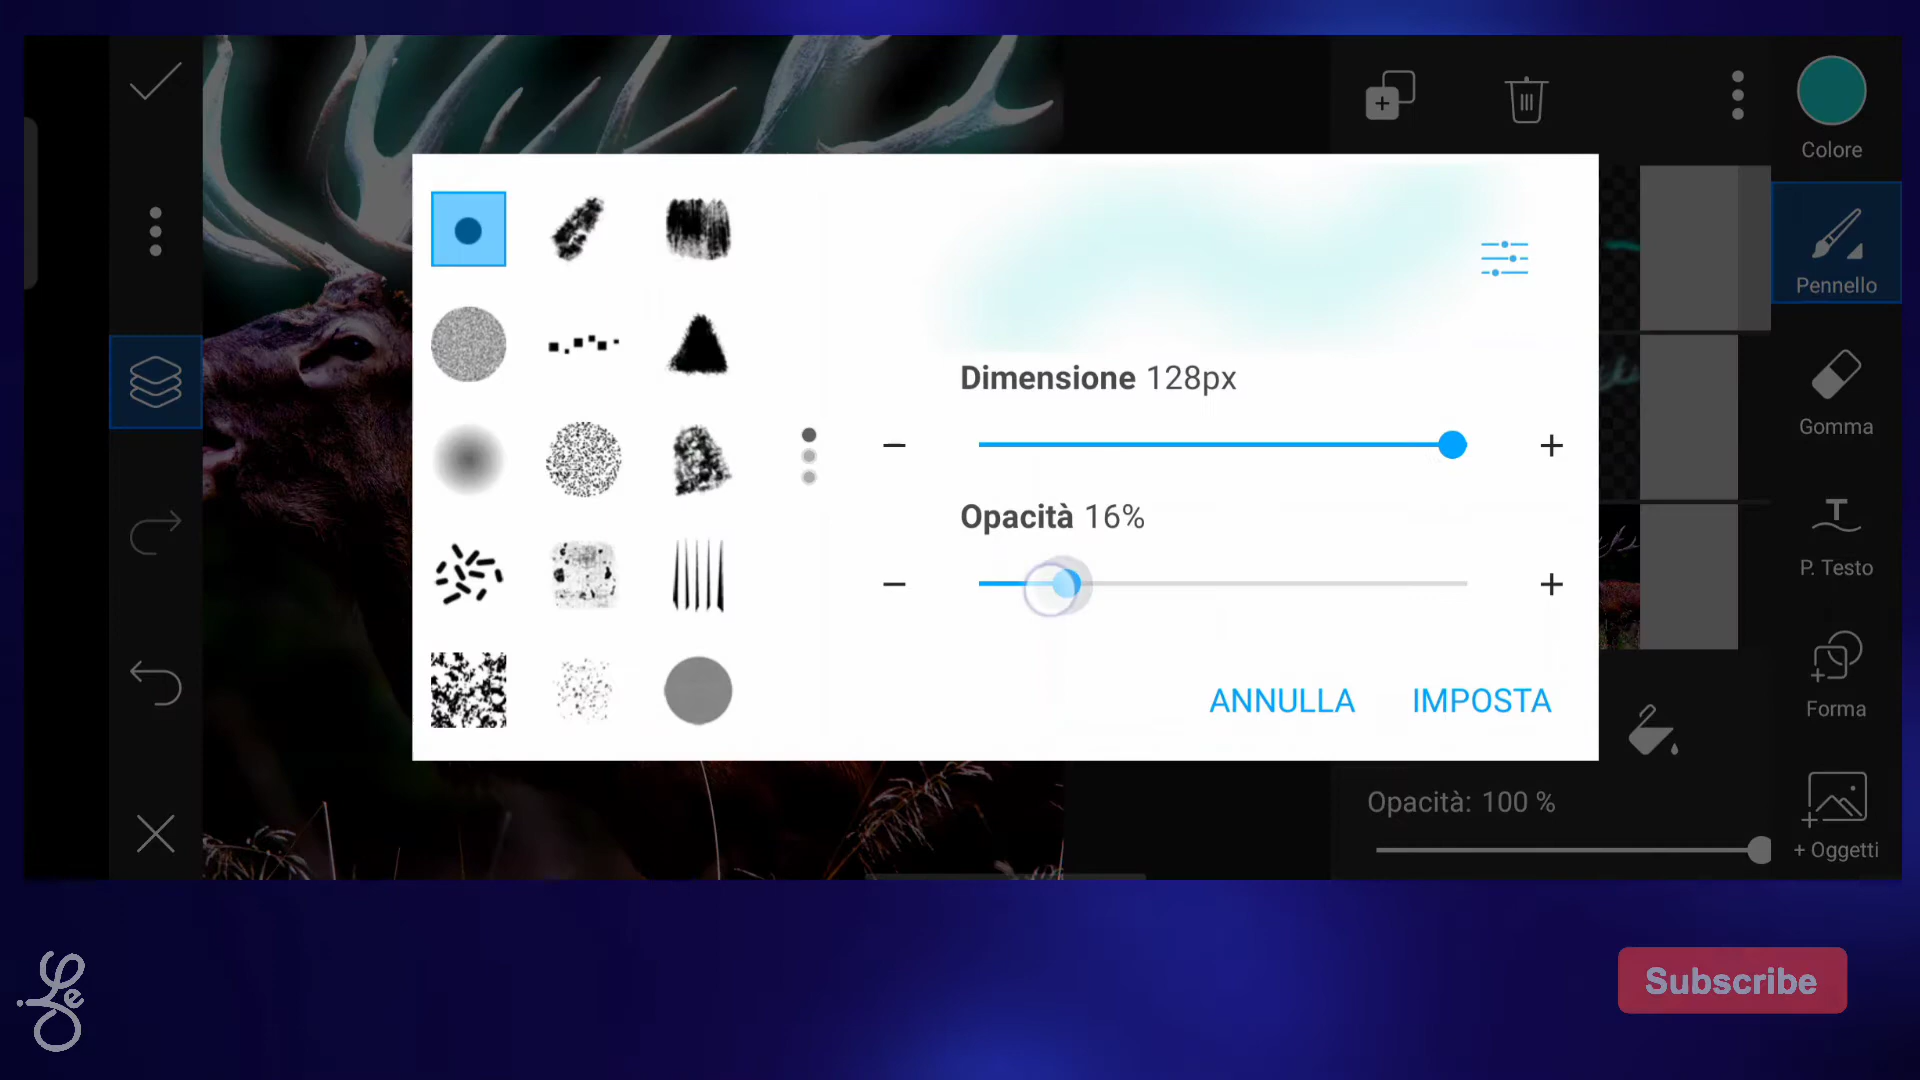 Colore
Pennello
Dimensione 128px
Gomma
Opacità 16%
P. Testo
ANNULLA
IMPOSTA
Forma
Opacità: 100 %
+ Oggetti
Subscribe